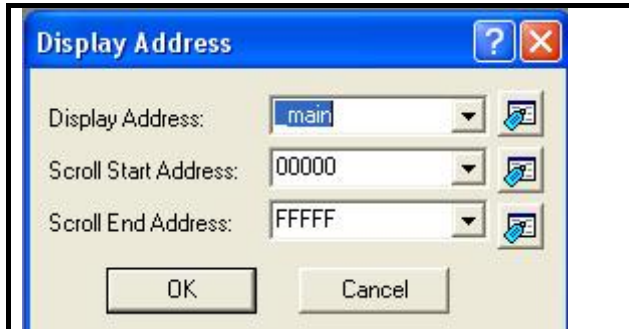 Display Address
Display Address: _main
Scroll Start Address: 00000
Scroll End Address: FFFFF
OK Cancel